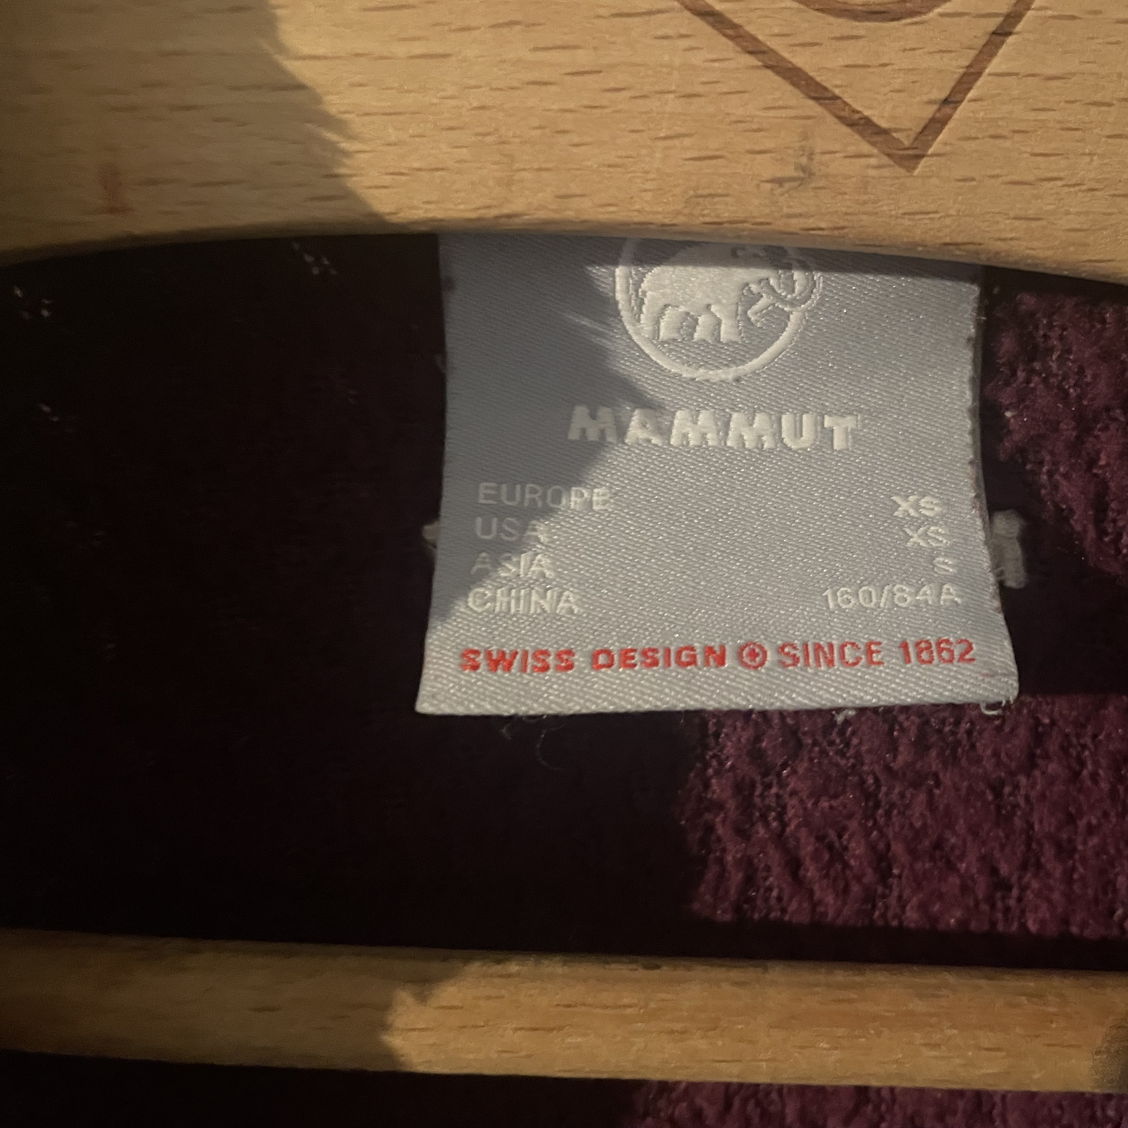 MAMMUT
EUROPE XS
USA XS
ASIA S
CHINA 160/84A
SWISS DESIGN SINCE 1862